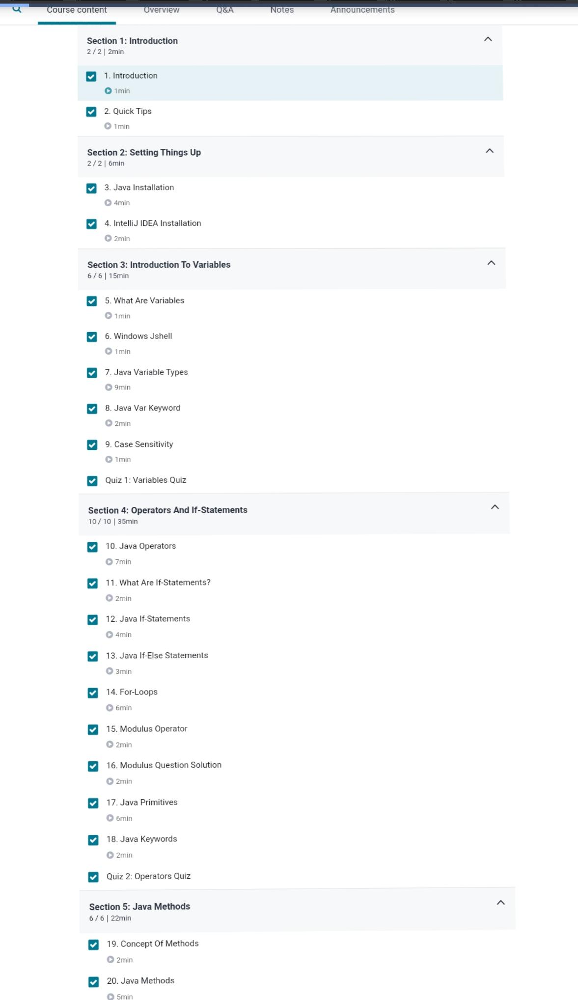 Course content
Overview
Q&A
Notes
Announcements
Section 1: Introduction
2 / 2 | 2min
1. Introduction
1min
2. Quick Tips
1min
Section 2: Setting Things Up
2 / 2 | 6min
3. Java Installation
4min
4. IntelliJ IDEA Installation
2min
Section 3: Introduction To Variables
6 / 6 | 15min
5. What Are Variables
1min
6. Windows Jshell
1min
7. Java Variable Types
9min
8. Java Var Keyword
2min
9. Case Sensitivity
1min
Quiz 1: Variables Quiz
Section 4: Operators And If-Statements
10 / 10 | 35min
10. Java Operators
7min
11. What Are If-Statements?
2min
12. Java If-Statements
4min
13. Java If-Else Statements
3min
14. For-Loops
6min
15. Modulus Operator
2min
16. Modulus Question Solution
2min
17. Java Primitives
6min
18. Java Keywords
2min
Quiz 2: Operators Quiz
Section 5: Java Methods
6 / 6 | 22min
19. Concept Of Methods
2min
20. Java Methods
5min